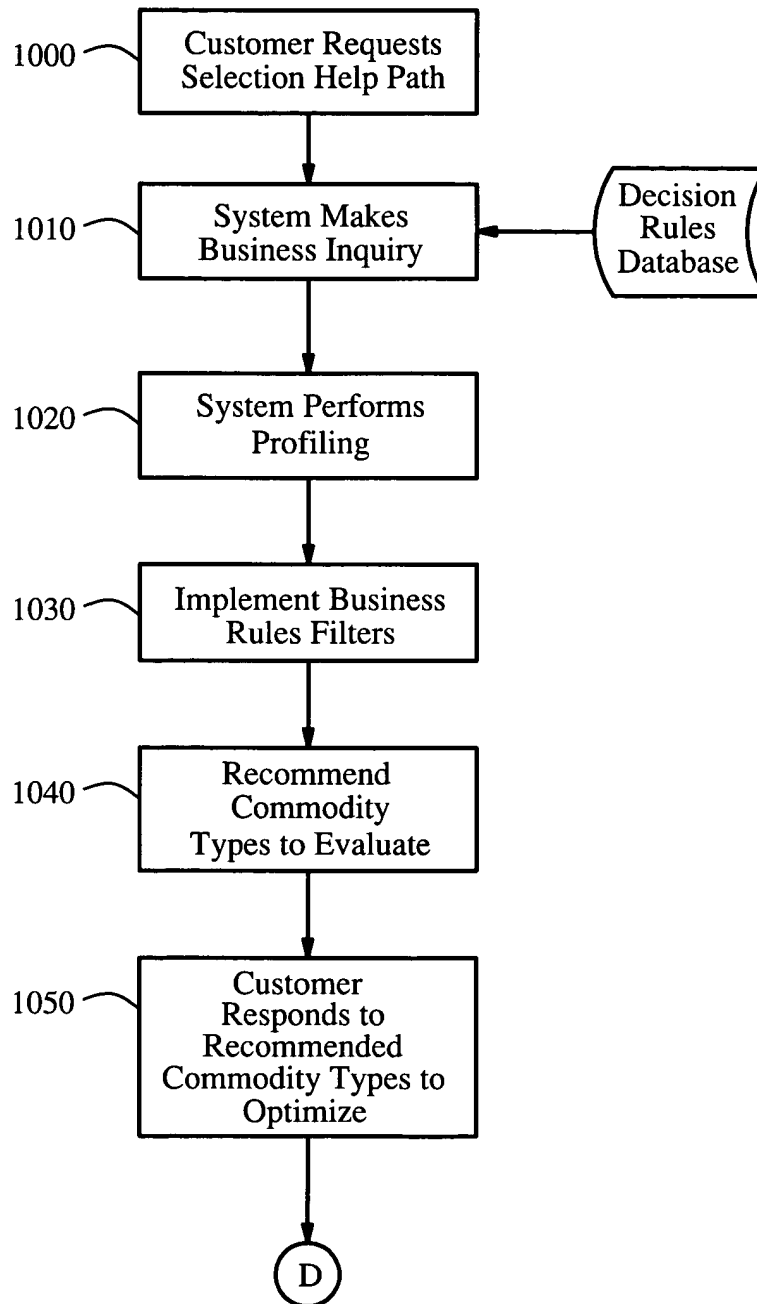 1000
Customer Requests
Selection Help Path
1010
System Makes
Business Inquiry
Decision
Rules
Database
1020
System Performs
Profiling
1030
Implement Business
Rules Filters
1040
Recommend
Commodity
Types to Evaluate
1050
Customer
Responds to
Recommended
Commodity Types to
Optimize
D